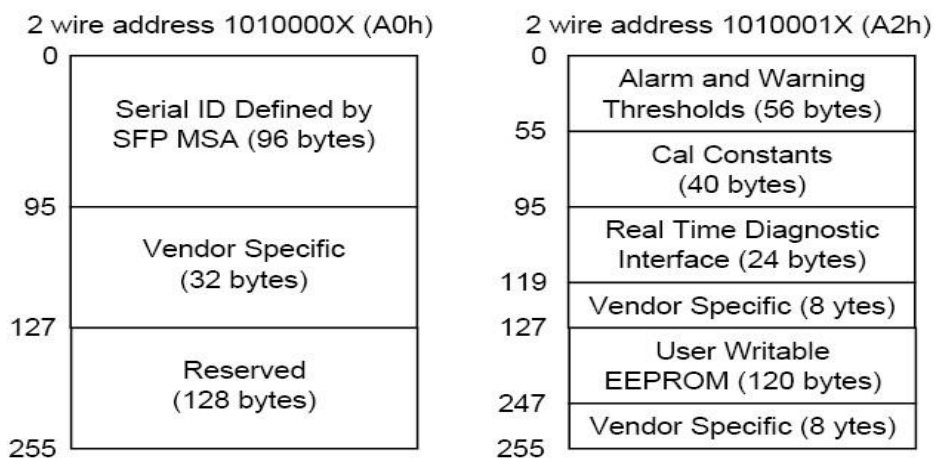 2 wire address 1010000X (A0h)
0
Serial ID Defined by
SFP MSA (96 bytes)
95
Vendor Specific
(32 bytes)
127
Reserved
(128 bytes)
255
2 wire address 1010001X (A2h)
0
Alarm and Warning
Thresholds (56 bytes)
55
Cal Constants
(40 bytes)
95
Real Time Diagnostic
Interface (24 bytes)
119
Vendor Specific (8 ytes)
127
User Writable
EEPROM (120 bytes)
247
Vendor Specific (8 ytes)
255